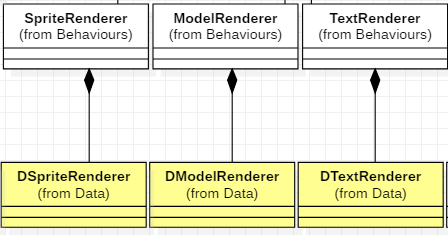 SpriteRenderer
(from Behaviours)
ModelRenderer
(from Behaviours)
TextRenderer
(from Behaviours)
DSpriteRenderer
(from Data)
DModelRenderer
(from Data)
DTextRenderer
(from Data)